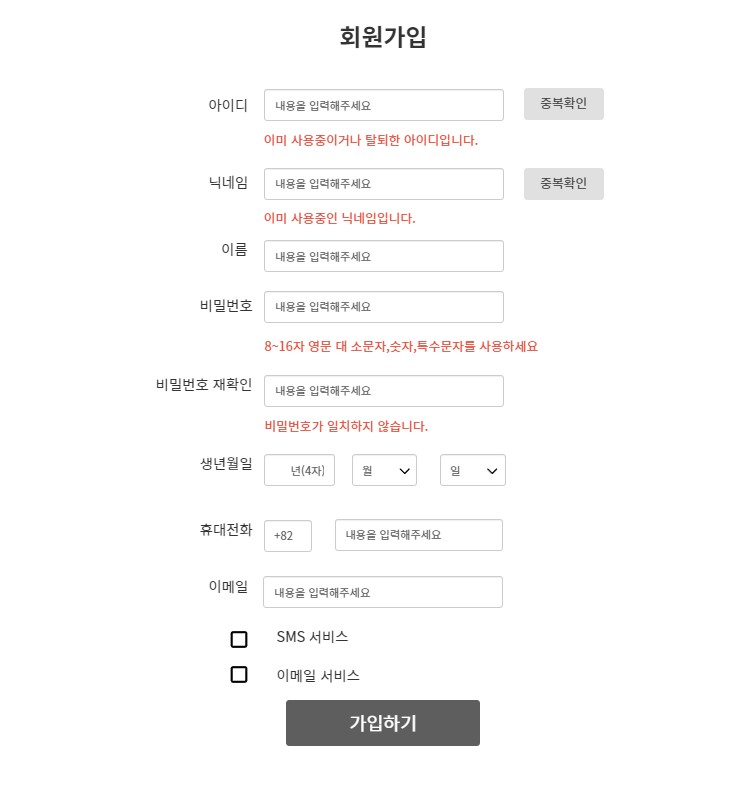 회원가입
아이디 내용을 입력해주세요 중복확인
이미 사용중이거나 탈퇴한 아이디입니다.
닉네임 내용을 입력해주세요 중복확인
이미 사용중인 닉네임입니다.
이름 내용을 입력해주세요
비밀번호 내용을 입력해주세요
8~16자 영문 대 소문자,숫자,특수문자를 사용하세요
비밀번호 재확인 내용을 입력해주세요
비밀번호가 일치하지 않습니다.
생년월일 년(4자) 월 일
휴대전화 +82 내용을 입력해주세요
이메일 내용을 입력해주세요
SMS 서비스
이메일 서비스
가입하기